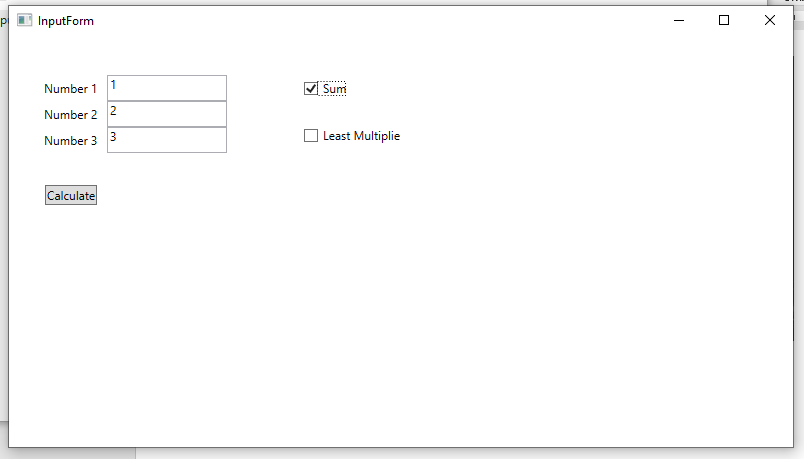 InputForm
Number 1 1
Sum
Number 2 2
Number 3 3
Least Multiplie
Calculate